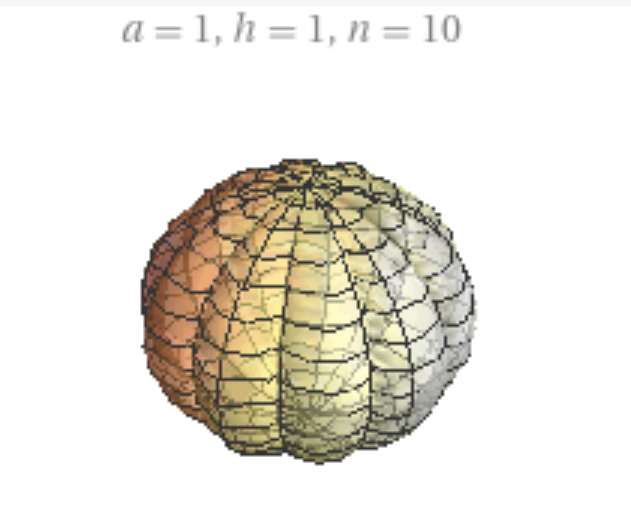 a = 1, h = 1, n = 10